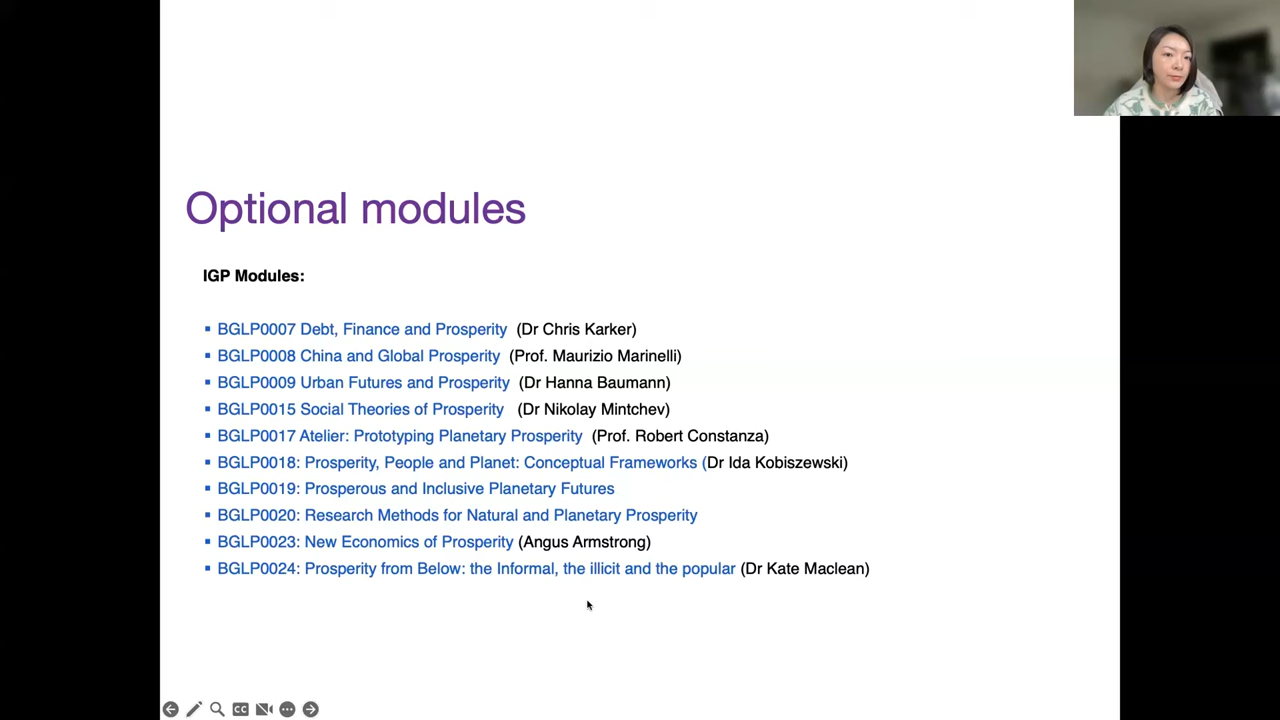 Optional modules
IGP Modules:
▪ BGLP0007 Debt, Finance and Prosperity (Dr Chris Karker)
▪ BGLP0008 China and Global Prosperity (Prof. Maurizio Marinelli)
▪ BGLP0009 Urban Futures and Prosperity (Dr Hanna Baumann)
▪ BGLP0015 Social Theories of Prosperity (Dr Nikolay Mintchev)
▪ BGLP0017 Atelier: Prototyping Planetary Prosperity (Prof. Robert Constanza)
▪ BGLP0018: Prosperity, People and Planet: Conceptual Frameworks (Dr Ida Kobiszewski)
▪ BGLP0019: Prosperous and Inclusive Planetary Futures
▪ BGLP0020: Research Methods for Natural and Planetary Prosperity
▪ BGLP0023: New Economics of Prosperity (Angus Armstrong)
▪ BGLP0024: Prosperity from Below: the Informal, the illicit and the popular (Dr Kate Maclean)
CC